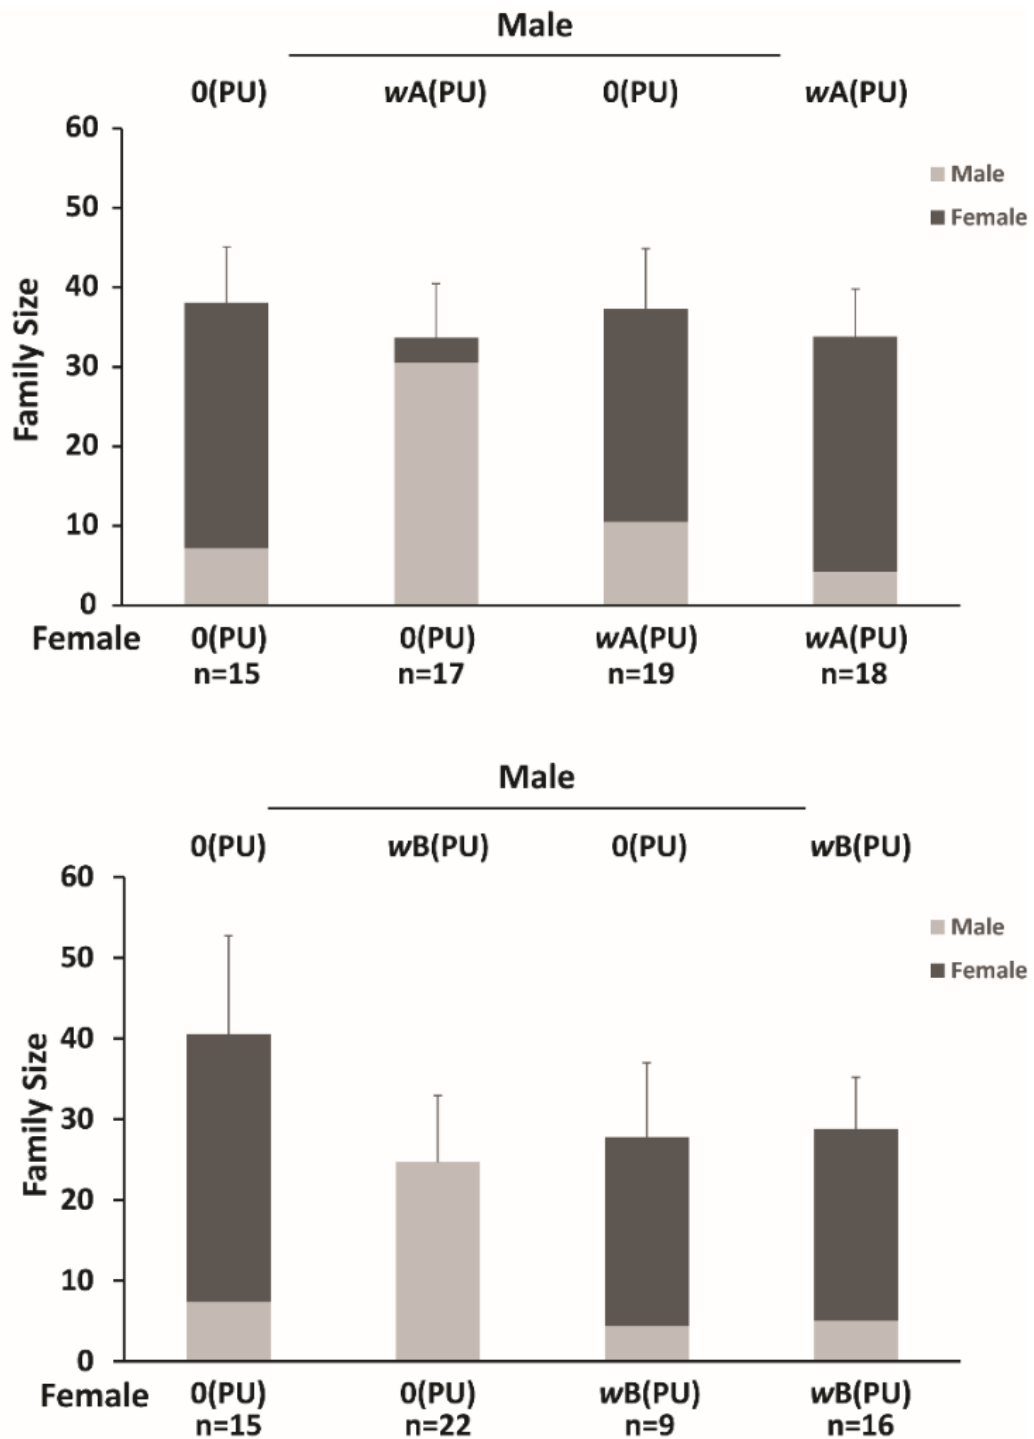 Male
0(PU) wA(PU) 0(PU) wA(PU)
60
50
40
30
20
10
0
Family Size
Male
Female
Female 0(PU) 0(PU) wA(PU) wA(PU)
n=15 n=17 n=19 n=18
Male
0(PU) wB(PU) 0(PU) wB(PU)
60
50
40
30
20
10
0
Family Size
Male
Female
Female 0(PU) 0(PU) wB(PU) wB(PU)
n=15 n=22 n=9 n=16